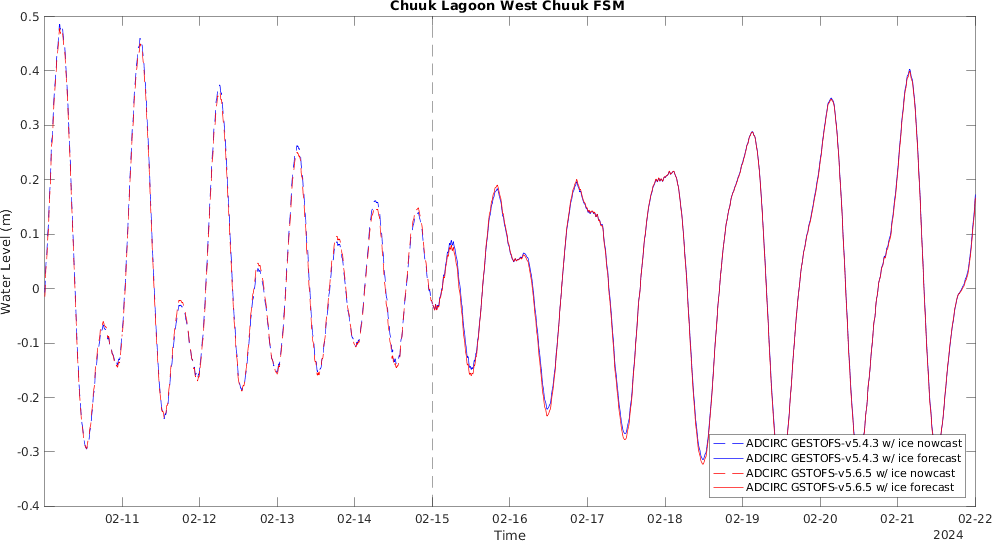 Chuuk Lagoon West Chuuk FSM
0.5
0.4
0.3
0.2
0.1
0
-0.1
-0.2
-0.3
-0.4
Water Level (m)
ADCIRC GESTOFS-v5.4.3 w/ ice nowcast
ADCIRC GESTOFS-v5.4.3 w/ ice forecast
ADCIRC GSTOFS-v5.6.5 w/ ice nowcast
ADCIRC GSTOFS-v5.6.5 w/ ice forecast
02-11 02-12 02-13 02-14 02-15 02-16 02-17 02-18 02-19 02-20 02-21 02-22
Time
2024